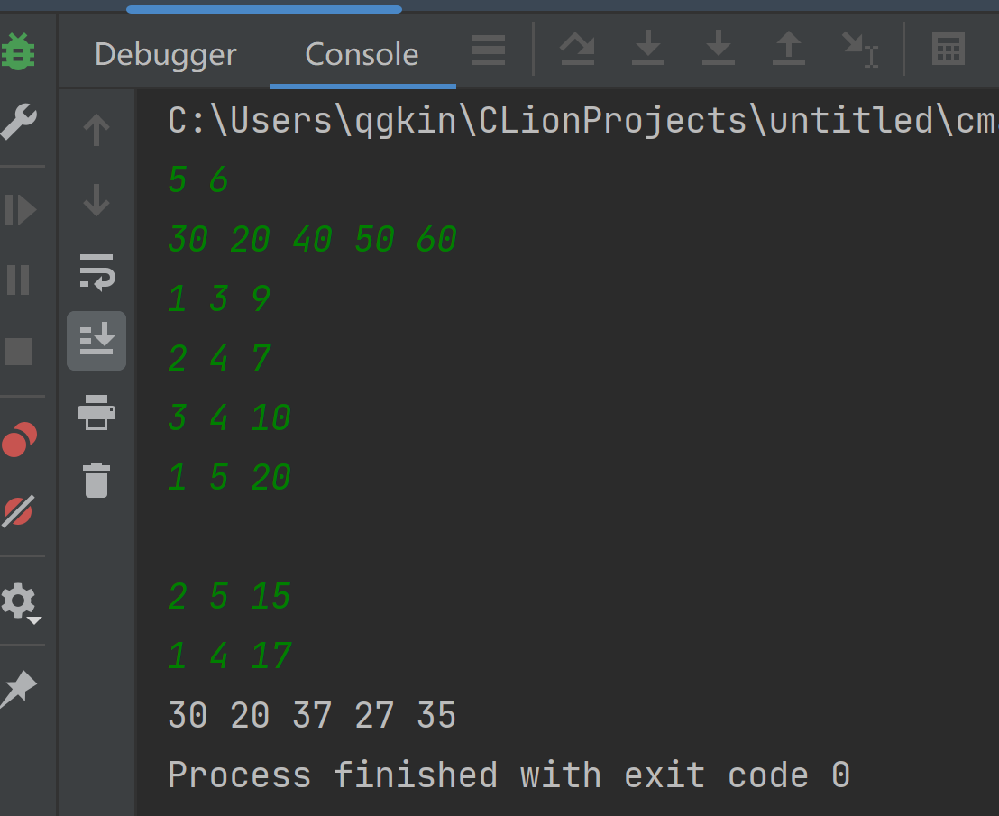 Debugger Console
C:\Users\qgkin\CLionProjects\untitled\cm
5 6
30 20 40 50 60
1 3 9
2 4 7
3 4 10
1 5 20
2 5 15
1 4 17
30 20 37 27 35
Process finished with exit code 0